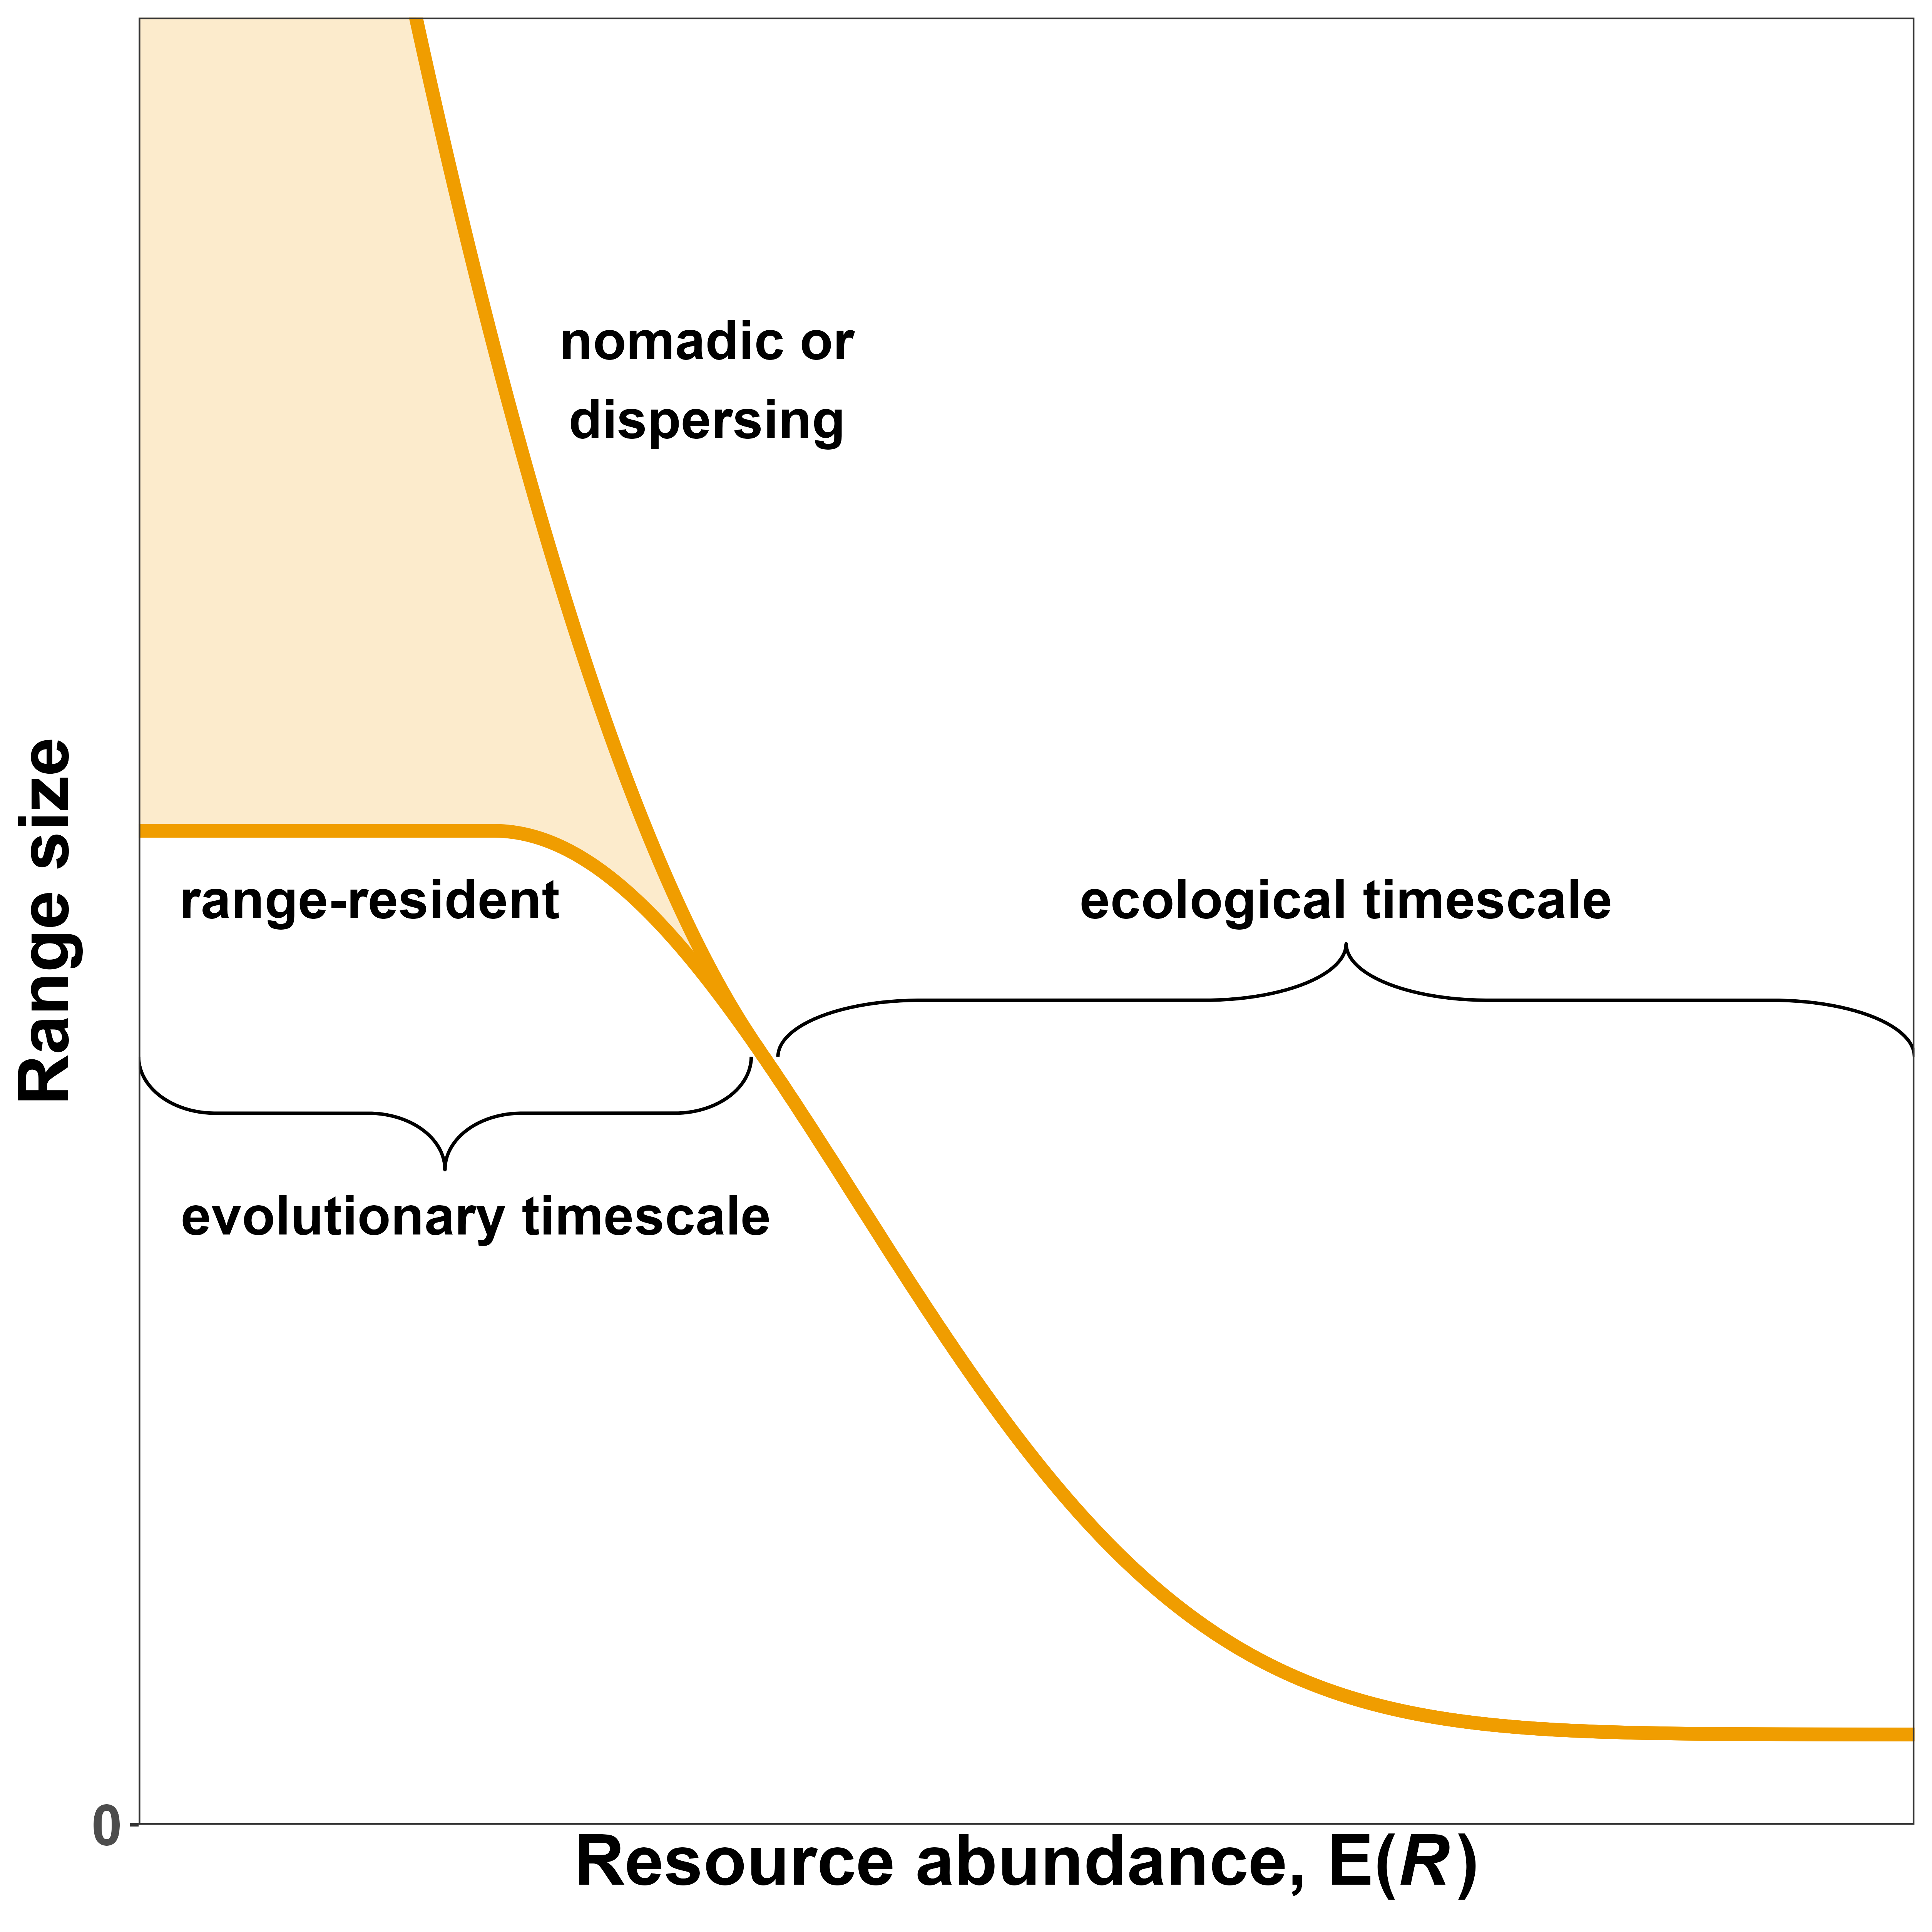 nomadic or
dispersing
Range size
range-resident
ecological timescale
evolutionary timescale
0
Resource abundance, E(R)